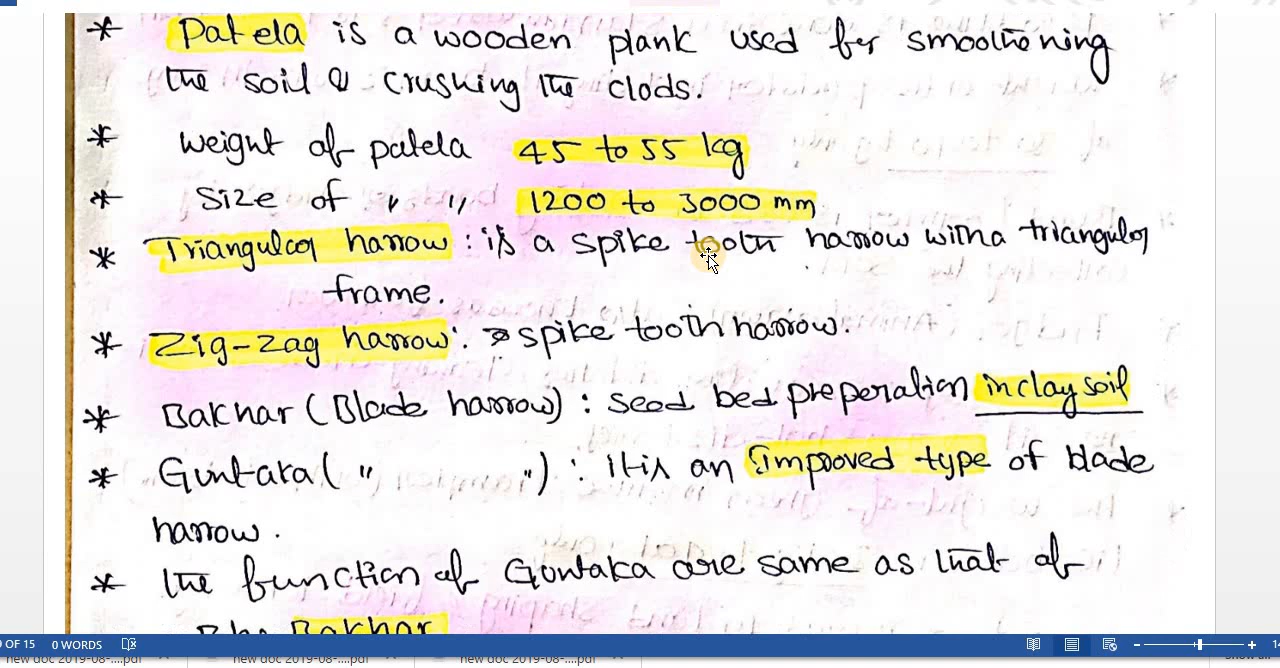 * Patela is a wooden plank used for smoothening
the soil & crushing the clods.
* Weight of patela 45 to 55 kg
* Size of " " 1200 to 3000 mm
* Triangular harrow : is a spike tooth harrow with a triangular
frame.
* Zig-Zag harrow : spike tooth harrow.
* Bakhar (Blade harrow) : seed bed preperation in clay soil
* Guntaka ( " " ) : it is an improved type of blade
harrow.
* The function of Guntaka are same as that of
the Bakhar
OF 15 0 WORDS
new doc 2019-08-....pdf new doc 2019-08-....pdf new doc 2019-08-....pdf